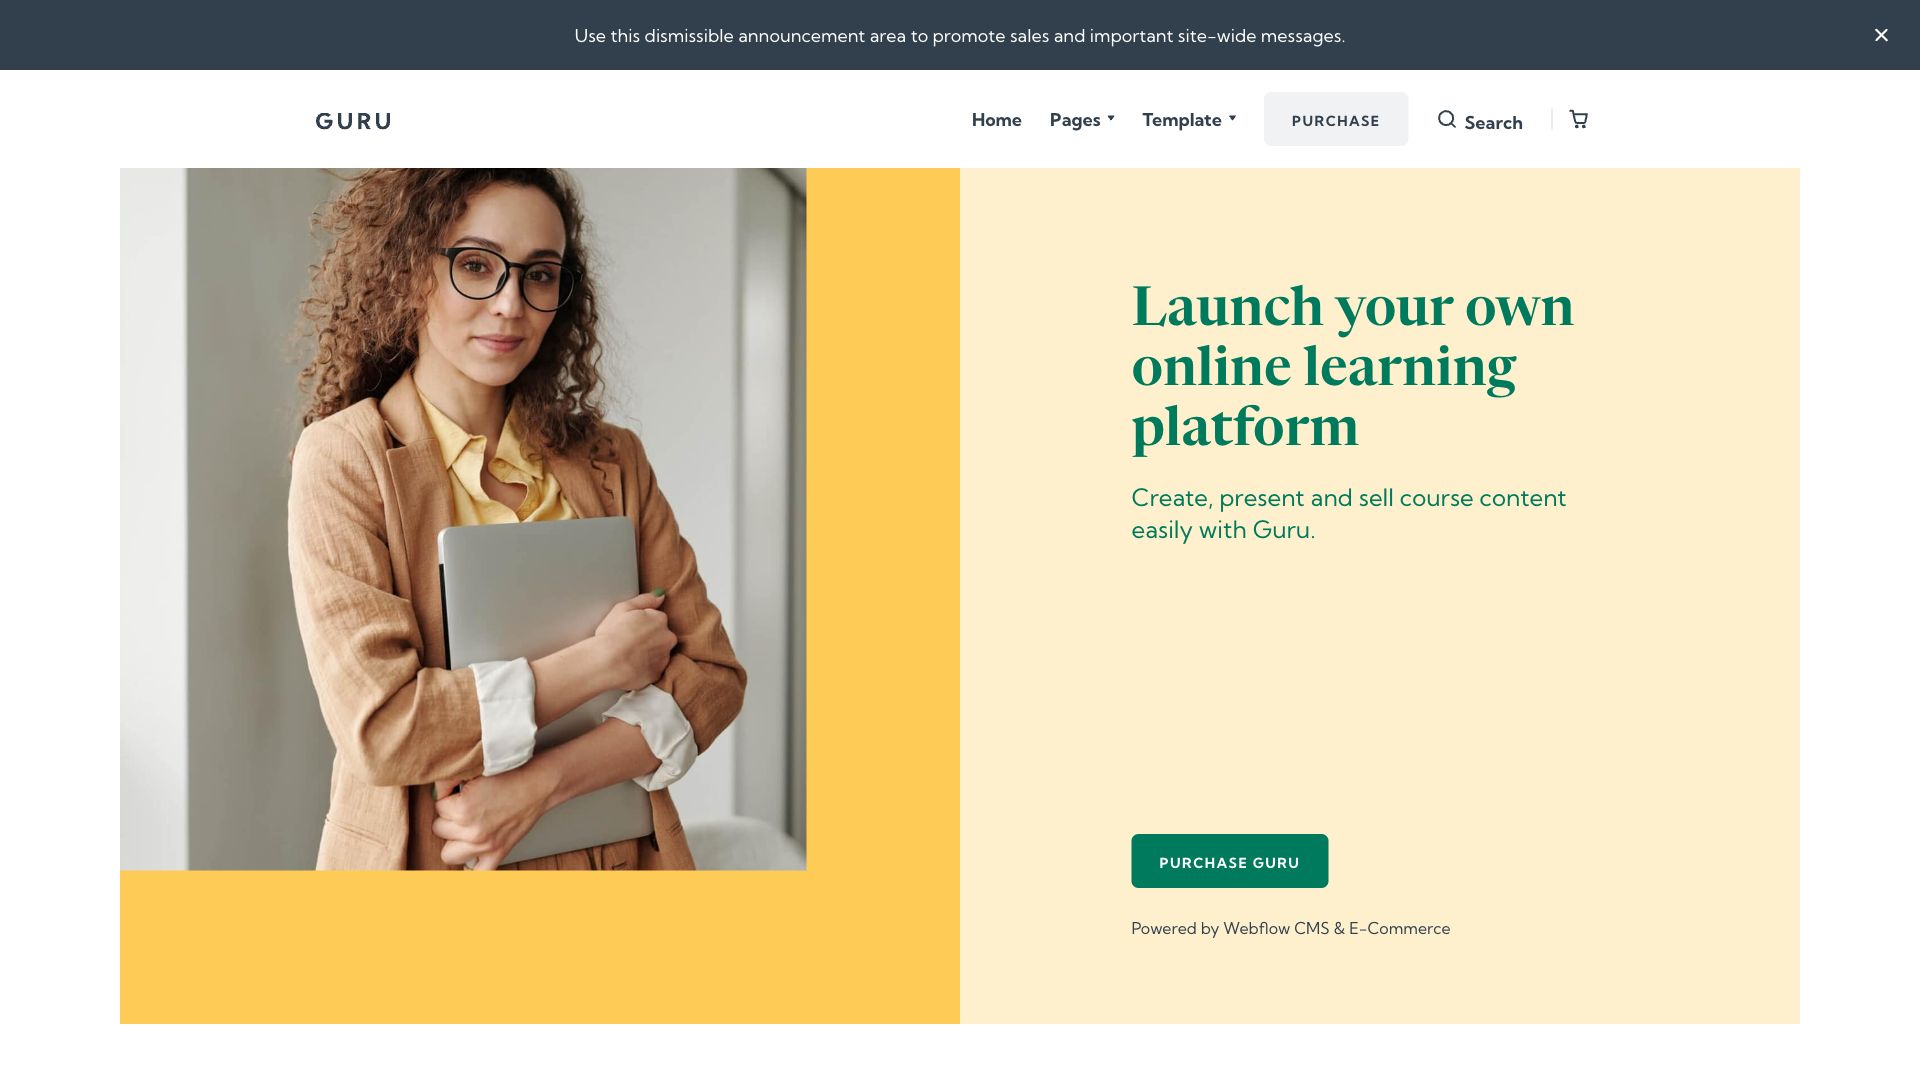 Use this dismissible announcement area to promote sales and important site-wide messages.
GURU
Home
Pages
Template
PURCHASE
Search
Launch your own
online learning
platform
Create, present and sell course content
easily with Guru.
PURCHASE GURU
Powered by Webflow CMS & E-Commerce